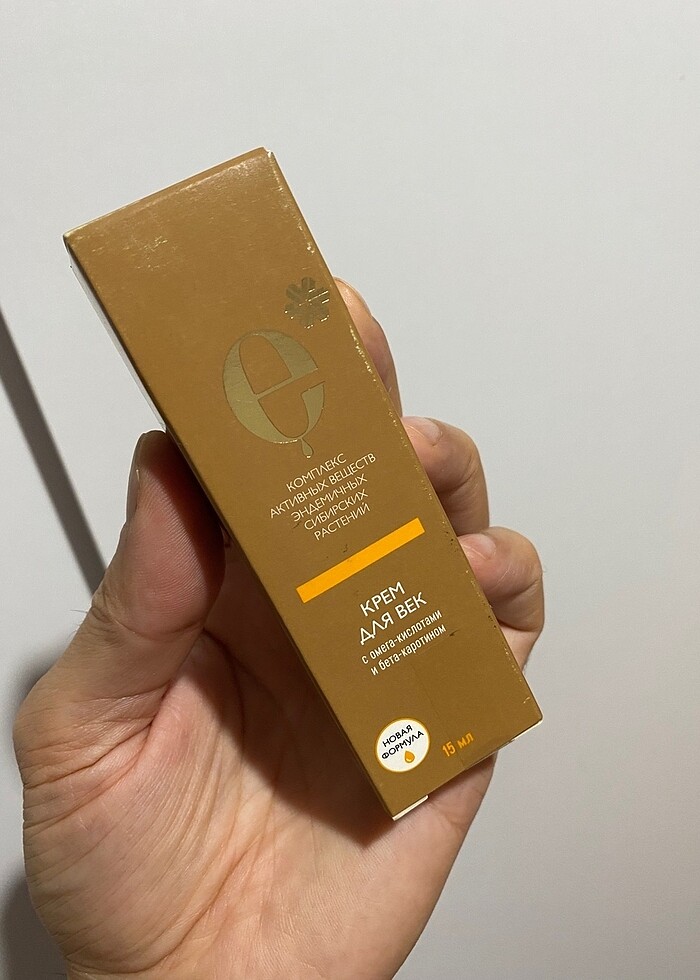 e
КОМПЛЕКС
АКТИВНЫХ ВЕЩЕСТВ
ЭНДЕМИЧНЫХ
СИБИРСКИХ
РАСТЕНИЙ
КРЕМ
ДЛЯ ВЕК
с омега-кислотами
и бета-каротином
НОВАЯ
ФОРМУЛА
15 мл